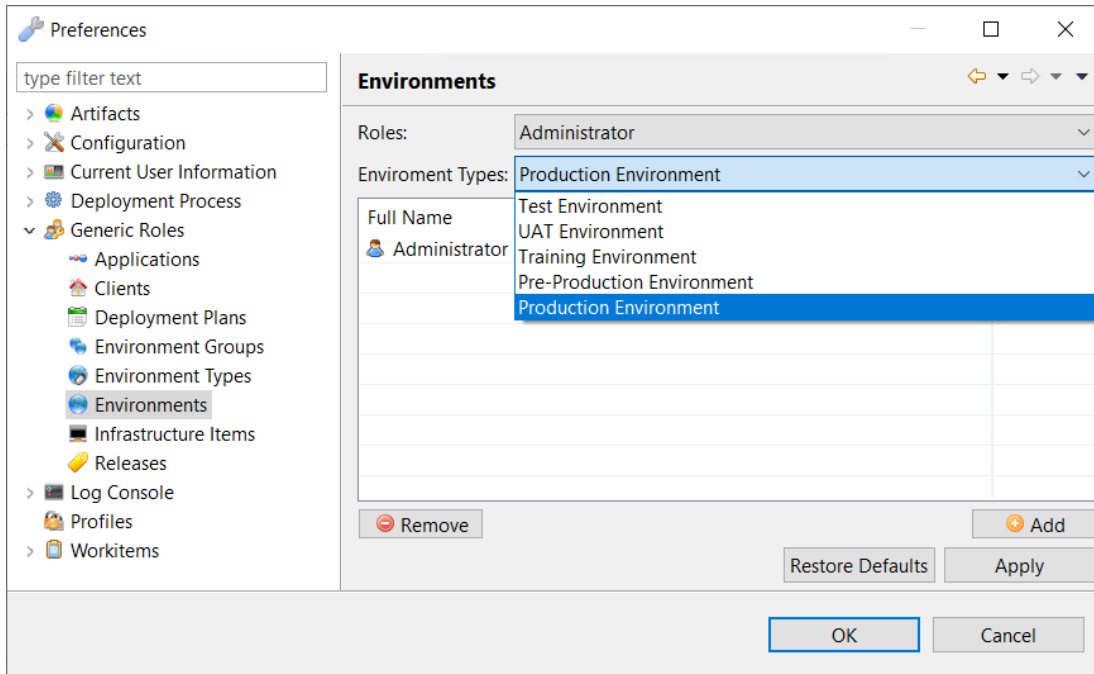 Preferences
type filter text
Artifacts
Configuration
Current User Information
Deployment Process
Generic Roles
Applications
Clients
Deployment Plans
Environment Groups
Environment Types
Environments
Infrastructure Items
Releases
Log Console
Profiles
Workitems
Environments
Roles: Administrator
Enviroment Types: Production Environment
Test Environment
UAT Environment
Training Environment
Pre-Production Environment
Production Environment
Full Name
Administrator
Remove
Add
Restore Defaults
Apply
OK
Cancel